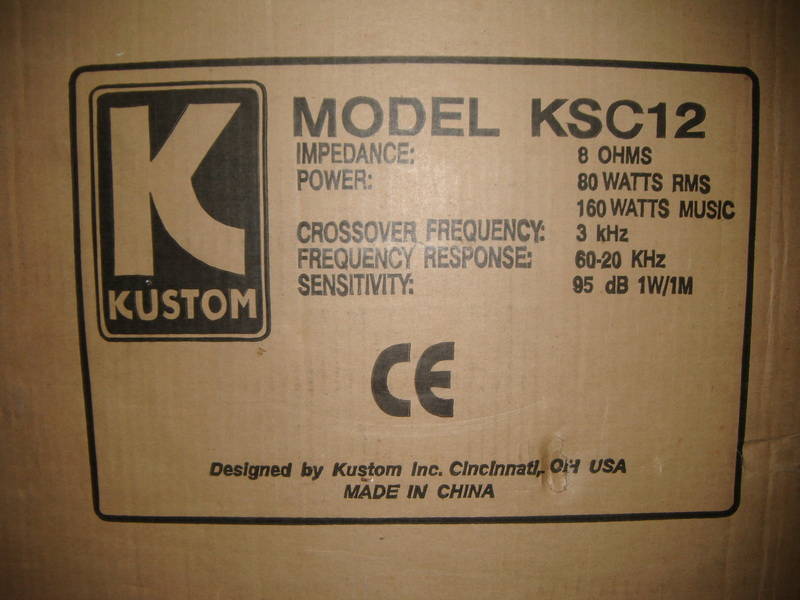 K
KUSTOM
MODEL KSC12
IMPEDANCE: 8 OHMS
POWER: 80 WATTS RMS
160 WATTS MUSIC
CROSSOVER FREQUENCY: 3 kHz
FREQUENCY RESPONSE: 60-20 KHz
SENSITIVITY: 95 dB 1W/1M
CE
Designed by Kustom Inc. Cincinnati, OH USA
MADE IN CHINA